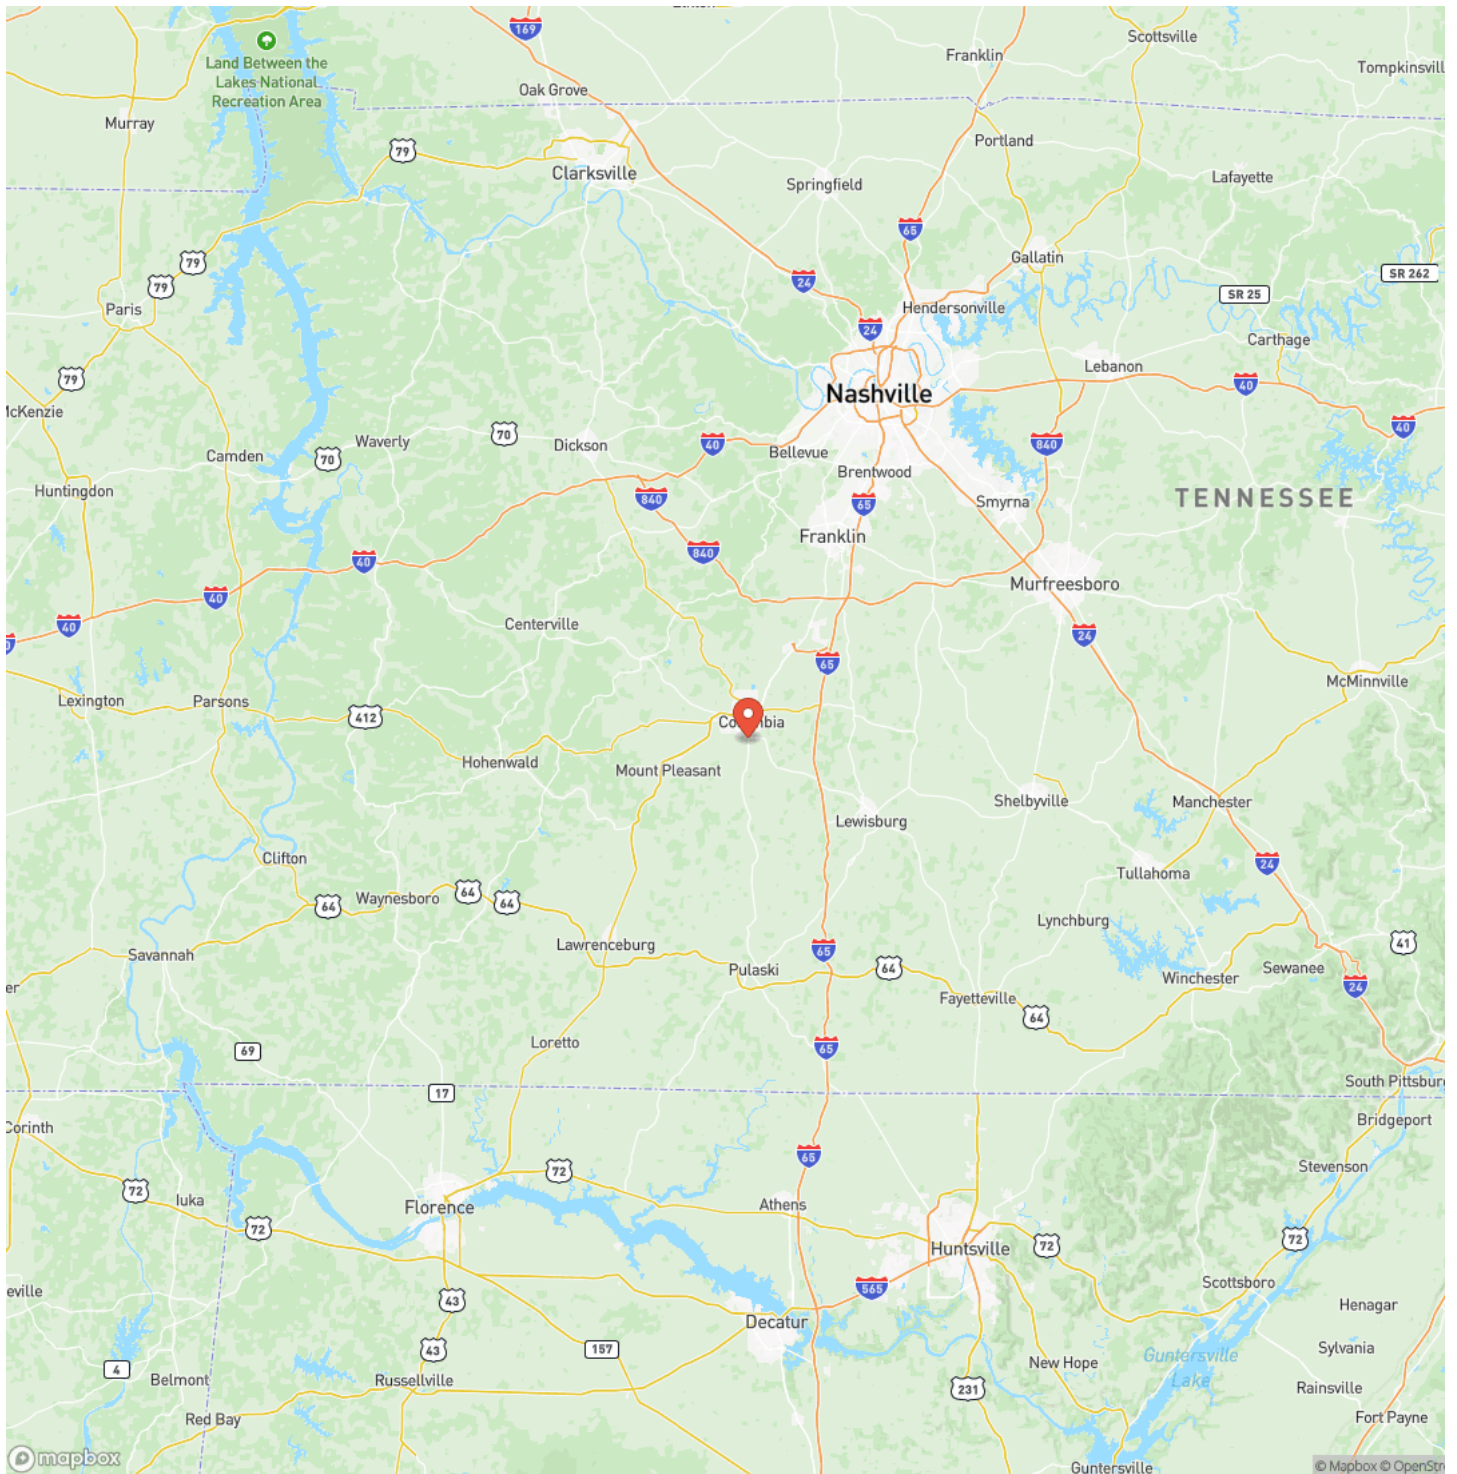 169
Franklin
Scottsville
Land Between the
Lakes National
Recreation Area
Tompkinsvill
Oak Grove
Murray
Portland
79
Clarksville
Springfield
Lafayette
65
79
Gallatin
SR 262
24
79
SR 25
Paris
Hendersonville
24
Carthage
79
Lebanon
40
Nashville
McKenzie
40
70
Waverly
Dickson
40
840
Bellevue
Camden
70
Brentwood
Huntingdon
840
65
Smyrna
TENNESSEE
Franklin
840
40
Murfreesboro
40
40
Centerville
24
65
McMinnville
Lexington
Parsons
412
Columbia
Hohenwald
Mount Pleasant
Shelbyville
Manchester
Lewisburg
Clifton
24
Tullahoma
64
Waynesboro
64
64
Lynchburg
Lawrenceburg
65
41
Savannah
Pulaski
64
Sewanee
Winchester
er
24
Fayetteville
64
Loretto
65
69
South Pittsbur
17
Bridgeport
Corinth
65
Stevenson
72
72
Iuka
Athens
Florence
72
72
72
Huntsville
Scottsboro
eville
565
43
Henagar
Decatur
Sylvania
157
43
Guntersville
Lake
4
New Hope
Belmont
Russellville
231
Rainsville
Red Bay
Fort Payne
mapbox
Guntersville
© Mapbox © OpenStre